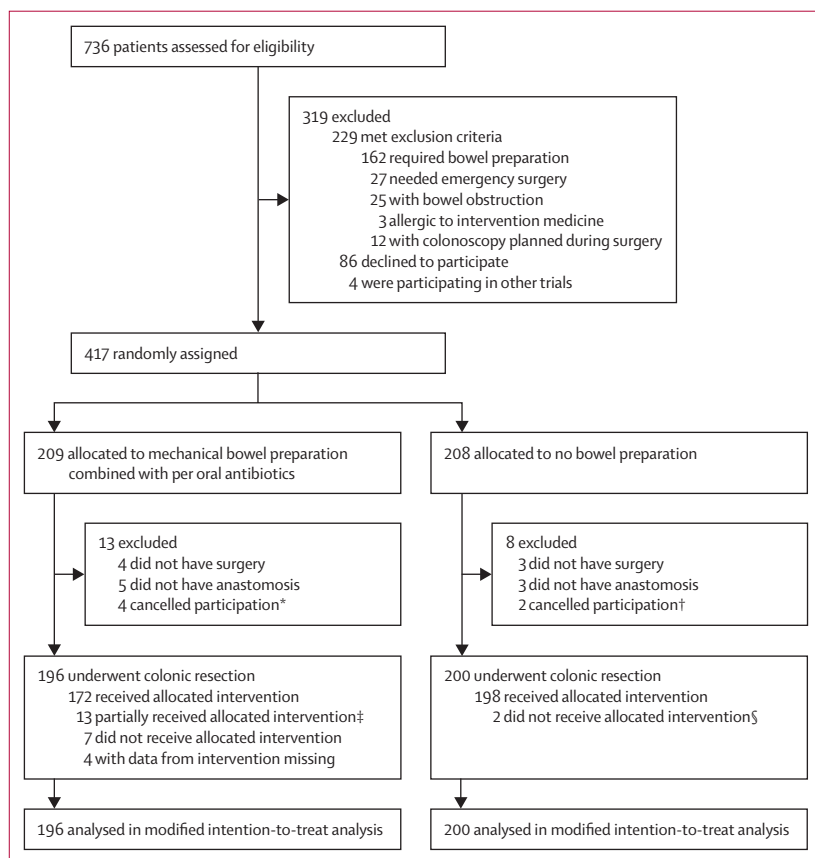 736 patients assessed for eligibility
319 excluded
229 met exclusion criteria
162 required bowel preparation
27 needed emergency surgery
25 with bowel obstruction
3 allergic to intervention medicine
12 with colonoscopy planned during surgery
86 declined to participate
4 were participating in other trials
417 randomly assigned
209 allocated to mechanical bowel preparation
combined with per oral antibiotics
208 allocated to no bowel preparation
13 excluded
4 did not have surgery
5 did not have anastomosis
4 cancelled participation*
8 excluded
3 did not have surgery
3 did not have anastomosis
2 cancelled participation†
196 underwent colonic resection
172 received allocated intervention
13 partially received allocated intervention‡
7 did not receive allocated intervention
4 with data from intervention missing
200 underwent colonic resection
198 received allocated intervention
2 did not receive allocated intervention§
196 analysed in modified intention-to-treat analysis
200 analysed in modified intention-to-treat analysis